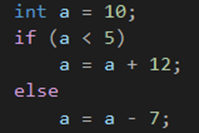 int a = 10;
if (a < 5)
    a = a + 12;
else
    a = a - 7;